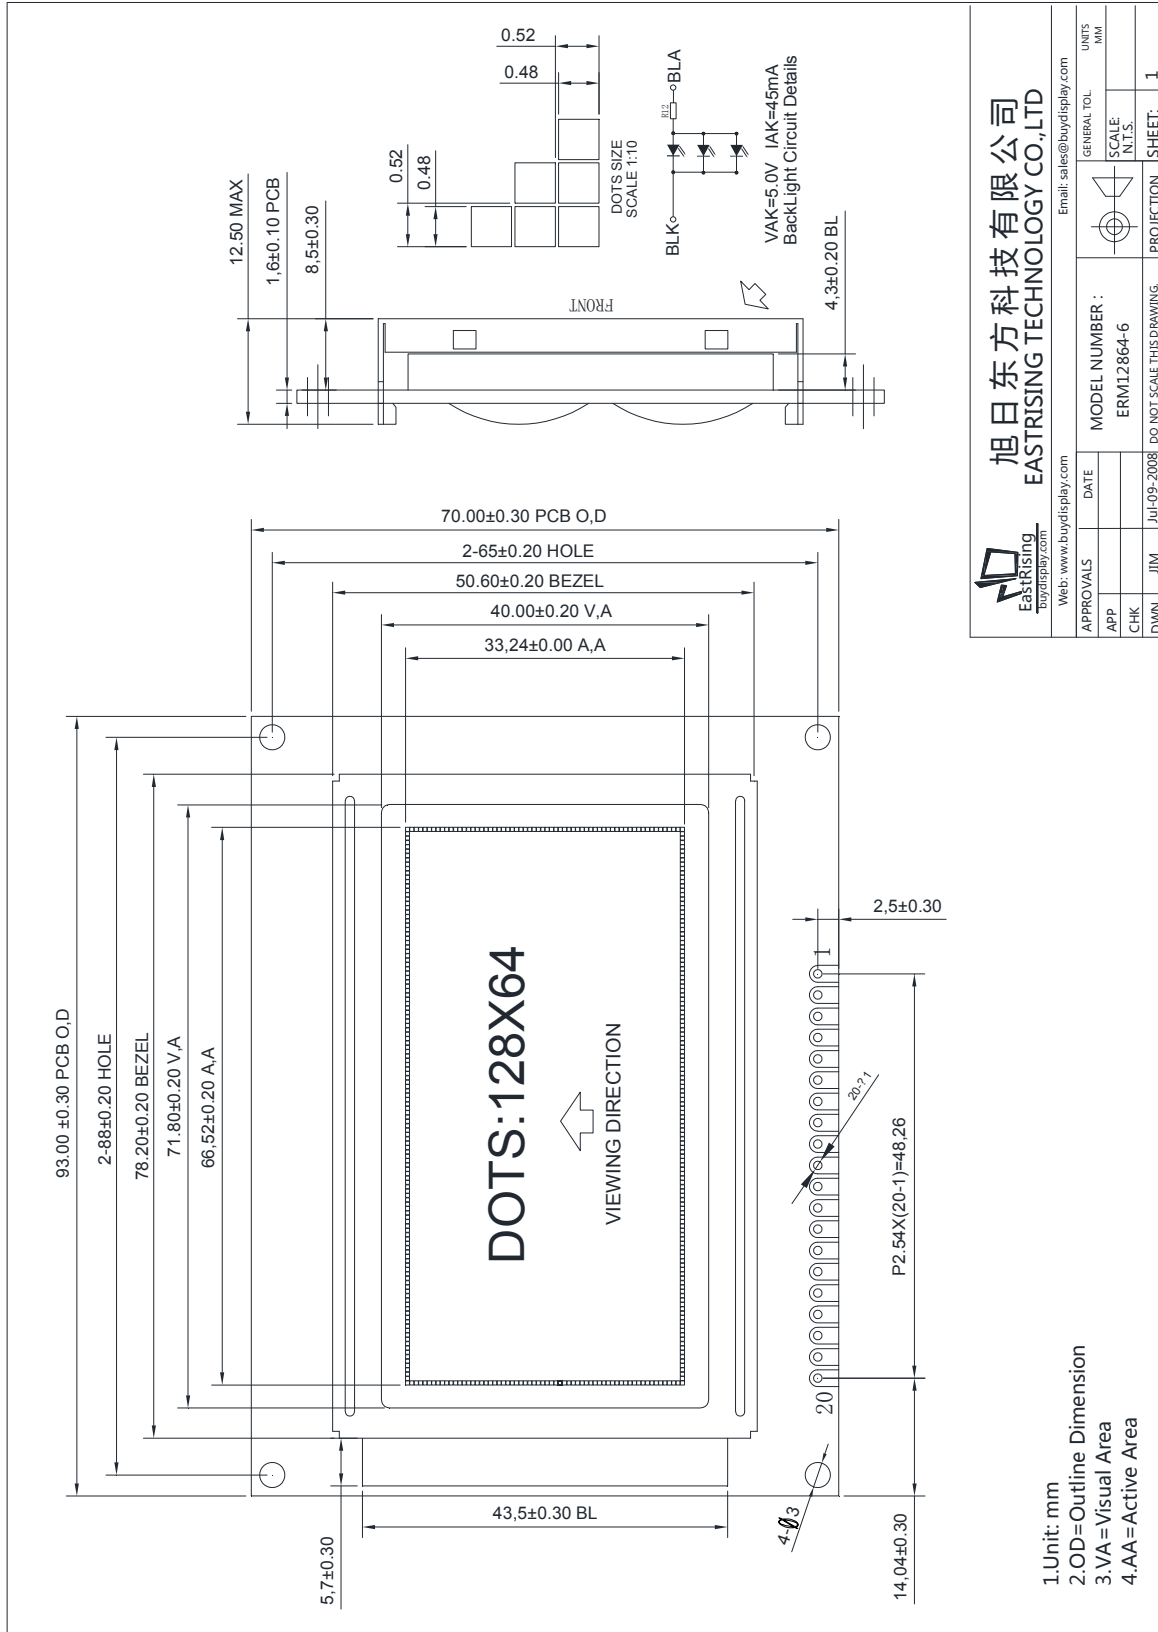 93.00 ±0.30 PCB O,D
2-88±0.20 HOLE
78.20±0.20 BEZEL
71.80±0.20 V,A
66,52±0.20 A,A
5,7±0.30
43,5±0.30 BL
DOTS:128X64
VIEWING DIRECTION
70.00±0.30 PCB O,D
2-65±0.20 HOLE
50.60±0.20 BEZEL
40.00±0.20 V,A
33,24±0.00 A,A
4-Ø3
20
1
20-?1
2,5±0.30
P2.54X(20-1)=48,26
14,04±0.30
12.50 MAX
1,6±0.10 PCB
8,5±0.30
FRONT
4,3±0.20 BL
0.52
0.48
0.52
0.48
DOTS SIZE
SCALE 1:10
BLK
BLA
R12
VAK=5.0V IAK=45mA
BackLight Circuit Details
1.Unit: mm
2.OD=Outline Dimension
3.VA=Visual Area
4.AA=Active Area
EastRising
buydisplay.com
旭日东方科技有限公司
EASTRISING TECHNOLOGY CO.,LTD
Web: www.buydisplay.com
Email: sales@buydisplay.com
APPROVALS
DATE
APP
CHK
DWN
JIM
Jul-09-2008
MODEL NUMBER :
ERM12864-6
DO NOT SCALE THIS DRAWING.
PROJECTION
GENERAL TOL.
UNITS
MM
SCALE:
N.T.S.
SHEET:
1